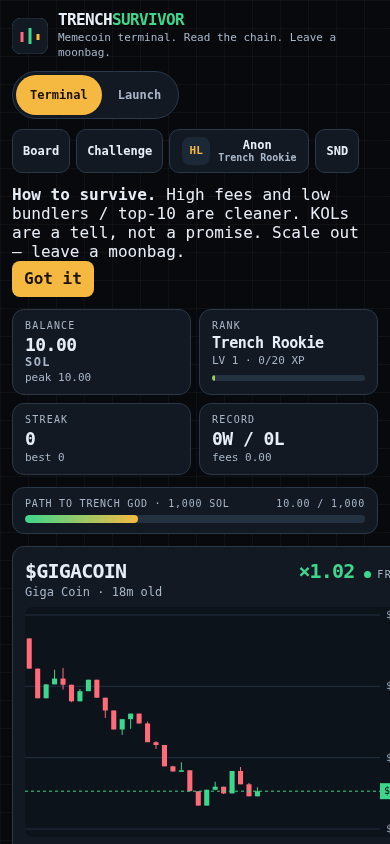 TRENCHSURVIVOR
Memecoin terminal. Read the chain. Leave a
moonbag.
Terminal
Launch
Board
Challenge
HL
Anon
Trench Rookie
SND
How to survive. High fees and low
bundlers / top-10 are cleaner. KOLs
are a tell, not a promise. Scale out
— leave a moonbag.
Got it
BALANCE
10.00
SOL
peak 10.00
RANK
Trench Rookie
LV 1 · 0/20 XP
STREAK
0
best 0
RECORD
0W / 0L
fees 0.00
PATH TO TRENCH GOD · 1,000 SOL
10.00 / 1,000
$GIGACOIN
×1.02
Giga Coin · 18m old